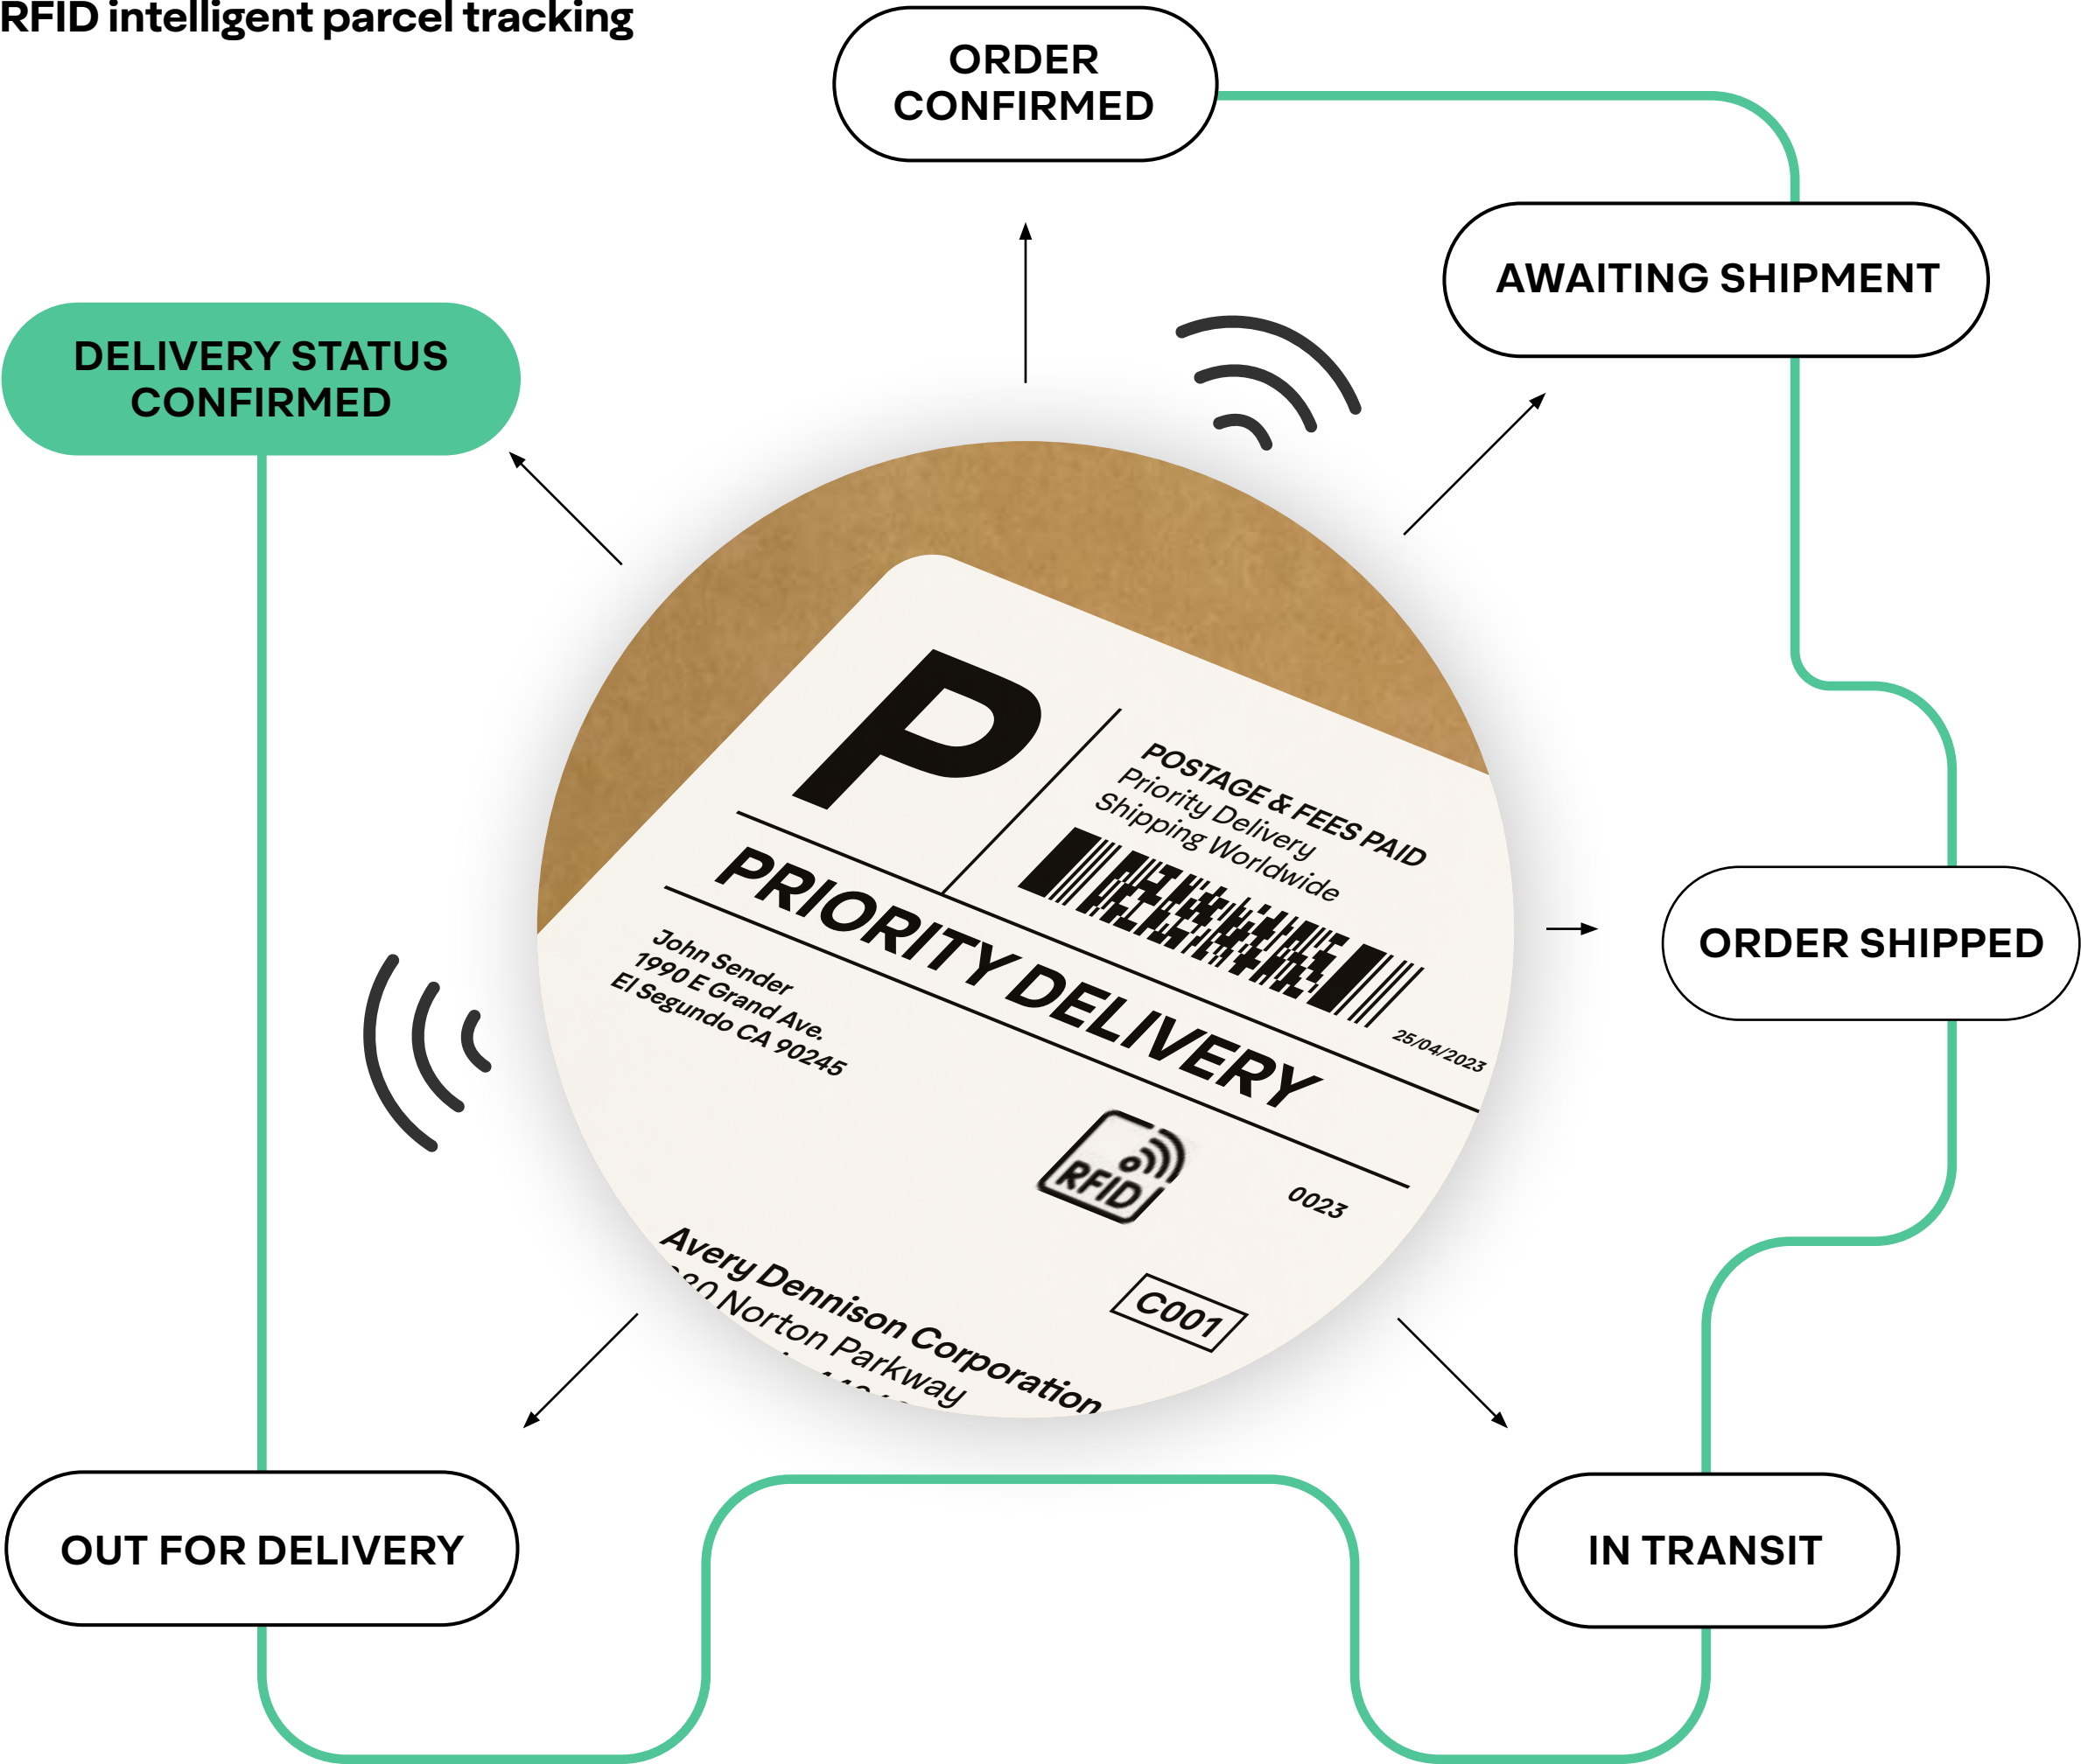 RFID intelligent parcel tracking
ORDER
CONFIRMED
AWAITING SHIPMENT
DELIVERY STATUS
CONFIRMED
P
POSTAGE & FEES PAID
Priority Delivery
Shipping Worldwide
25/04/2023
PRIORITY DELIVERY
John Sender
1990 E Grand Ave.
El Segundo CA 90245
ORDER SHIPPED
RFID
0023
Avery Dennison Corporation
Norton Parkway
C001
OUT FOR DELIVERY
IN TRANSIT